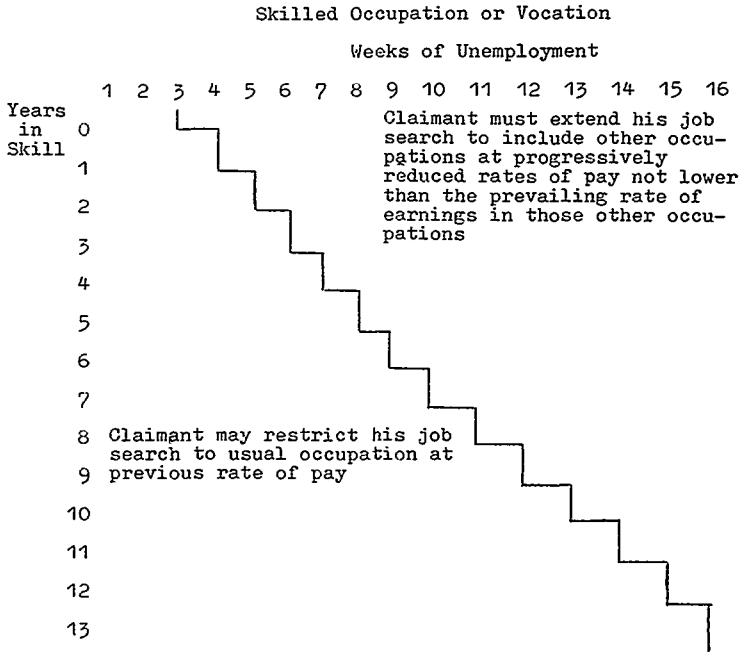 Skilled Occupation or Vocation
Weeks of Unemployment
1 2 3 4 5 6 7 8 9 10 11 12 13 14 15 16
Years
in
Skill
0
Claimant must extend his job
search to include other occu-
pations at progressively
reduced rates of pay not lower
than the prevailing rate of
earnings in those other occu-
pations
1
2
3
4
5
6
7
8
Claimant may restrict his job
search to usual occupation at
previous rate of pay
9
10
11
12
13